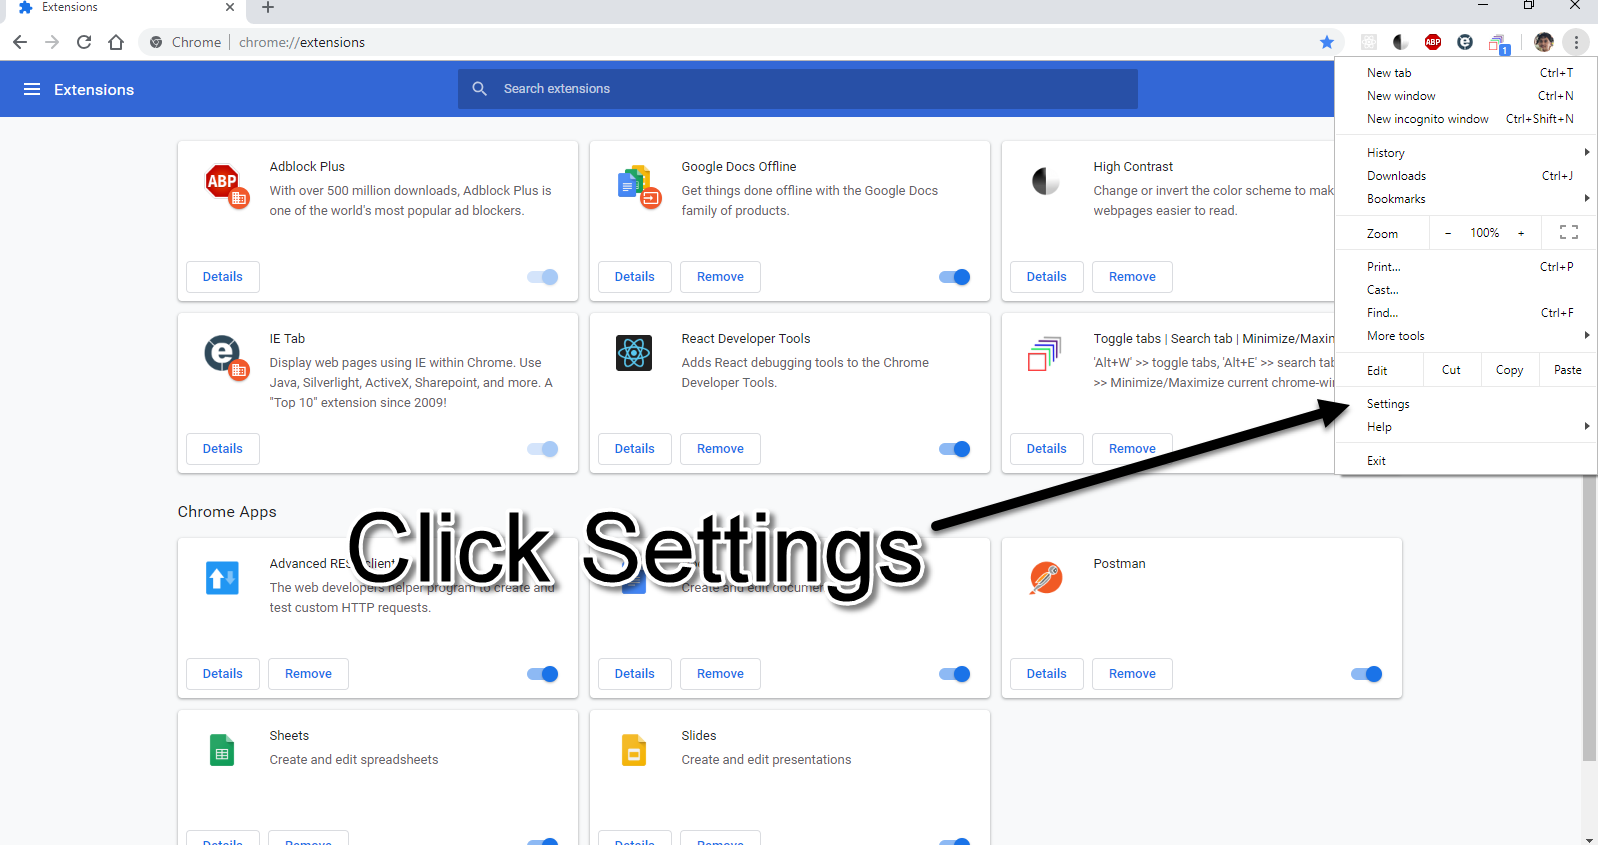 Extensions
Chrome | chrome://extensions
ABP
1
Extensions
Search extensions
New tab Ctrl+T
New window Ctrl+N
New incognito window Ctrl+Shift+N
History
Downloads Ctrl+J
Bookmarks
Zoom - 100% +
Print... Ctrl+P
Cast...
Find... Ctrl+F
More tools
Edit Cut Copy Paste
Settings
Help
Exit
ABP
Adblock Plus
With over 500 million downloads, Adblock Plus is
one of the world's most popular ad blockers.
Details
Google Docs Offline
Get things done offline with the Google Docs
family of products.
Details Remove
High Contrast
Change or invert the color scheme to mak
webpages easier to read.
Details Remove
IE Tab
Display web pages using IE within Chrome. Use
Java, Silverlight, ActiveX, Sharepoint, and more. A
"Top 10" extension since 2009!
Details
React Developer Tools
Adds React debugging tools to the Chrome
Developer Tools.
Details Remove
Toggle tabs | Search tab | Minimize/Maxin
'Alt+W' >> toggle tabs, 'Alt+E' >> search tab
>> Minimize/Maximize current chrome-wi
Details Remove
Click Settings
Chrome Apps
Advanced RES client
The web developers helper program to create and
test custom HTTP requests.
Details Remove
Create and edit documen
Details Remove
Postman
Details Remove
Sheets
Create and edit spreadsheets
Details Remove
Slides
Create and edit presentations
Details Remove